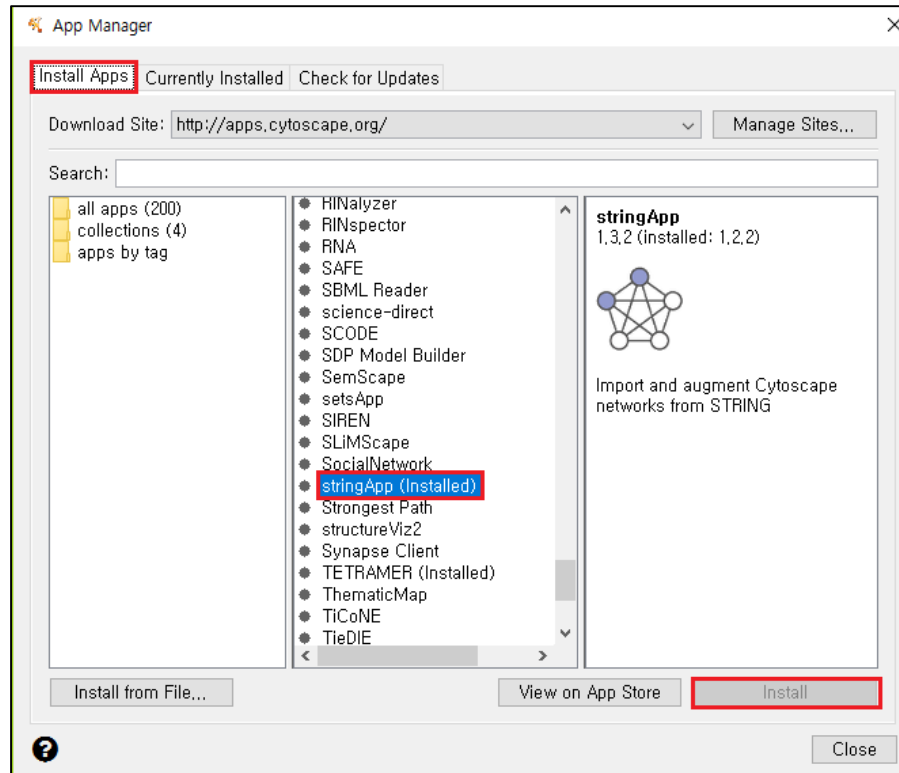 App Manager
Install Apps
Currently Installed
Check for Updates
Download Site: http://apps.cytoscape.org/
Manage Sites...
Search:
all apps (200)
collections (4)
apps by tag
RINalyzer
RINspector
RNA
SAFE
SBML Reader
science-direct
SCODE
SDP Model Builder
SemScape
setsApp
SIREN
SLiMScape
SocialNetwork
stringApp (Installed)
Strongest Path
structureViz2
Synapse Client
TETRAMER (Installed)
ThematicMap
TiCoNE
TieDIE
stringApp
1.3.2 (installed: 1.2.2)
Import and augment Cytoscape
networks from STRING
Install from File...
View on App Store
Install
?
Close